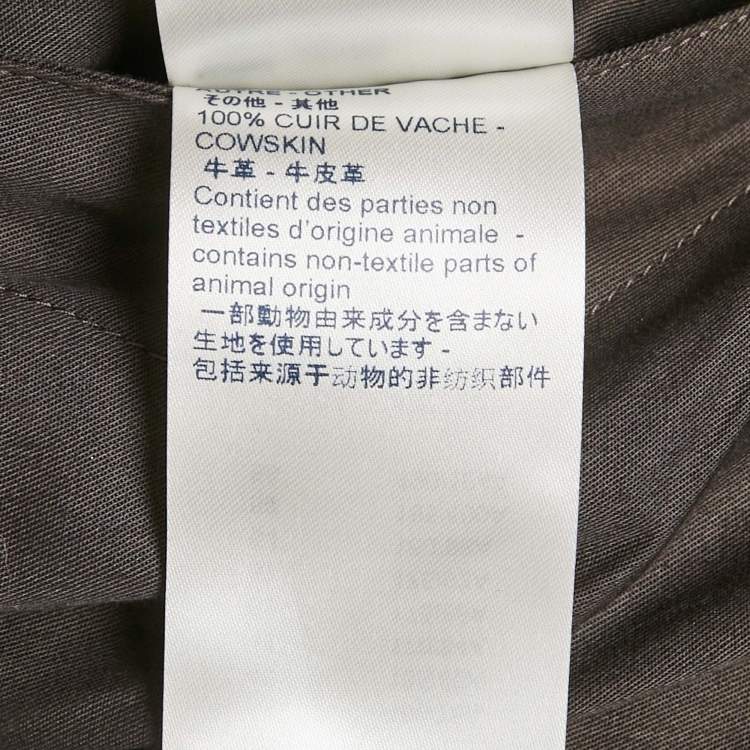 AUTRE - OTHER
その他 - 其他
100% CUIR DE VACHE -
COWSKIN
牛革 - 牛皮革
Contient des parties non
textiles d'origine animale -
contains non-textile parts of
animal origin
一部動物由来成分を含まない
生地を使用しています -
包括来源于动物的非纺织部件